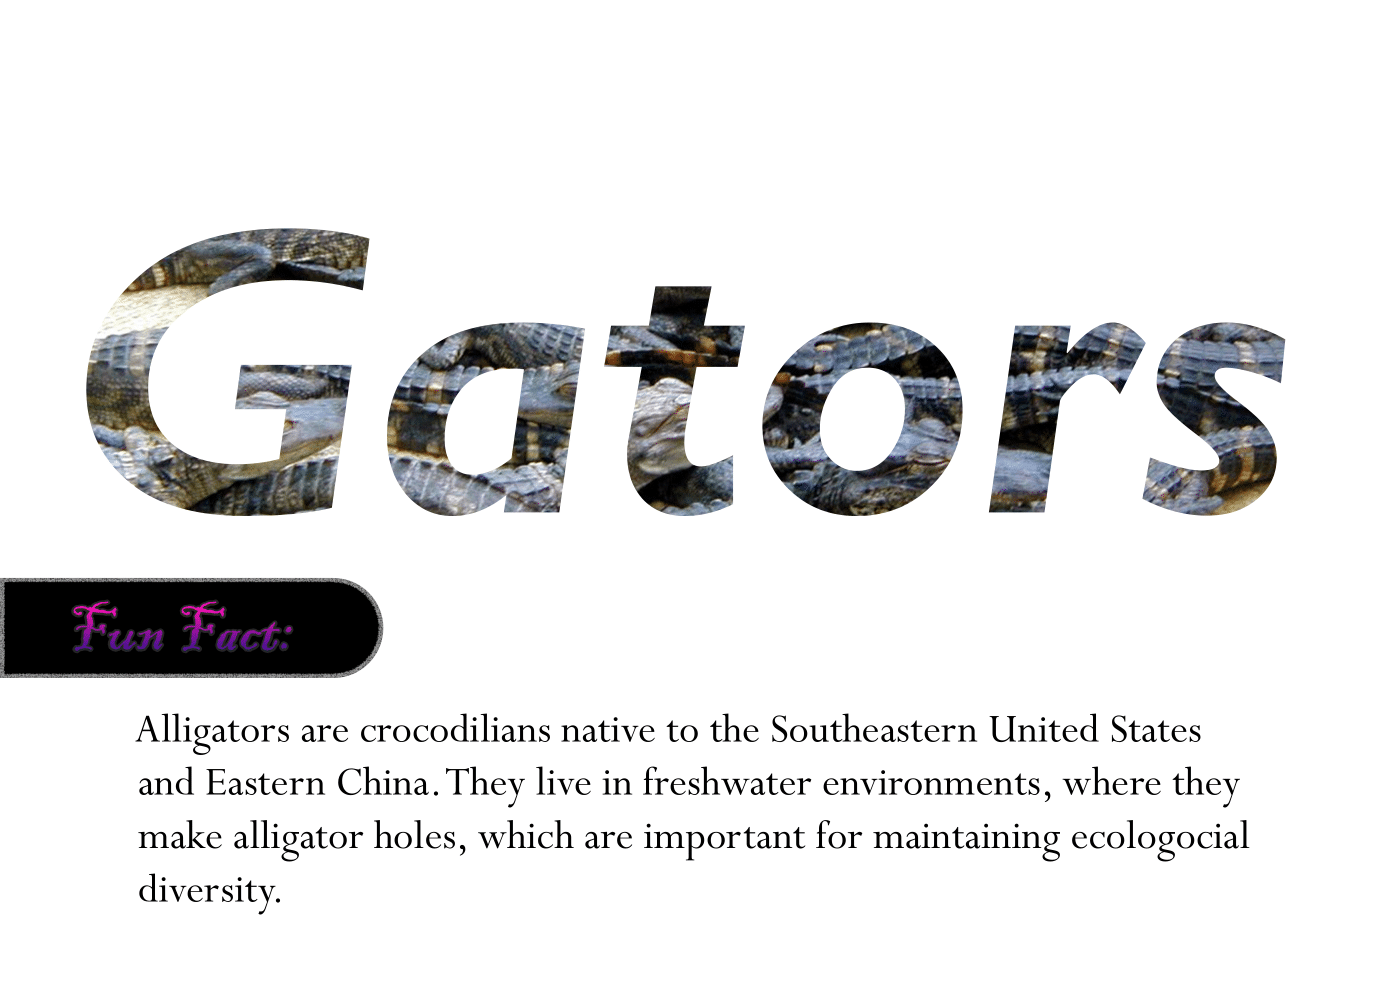 Gators
Fun Fact:
Alligators are crocodilians native to the Southeastern United States
and Eastern China. They live in freshwater environments, where they
make alligator holes, which are important for maintaining ecologocial
diversity.